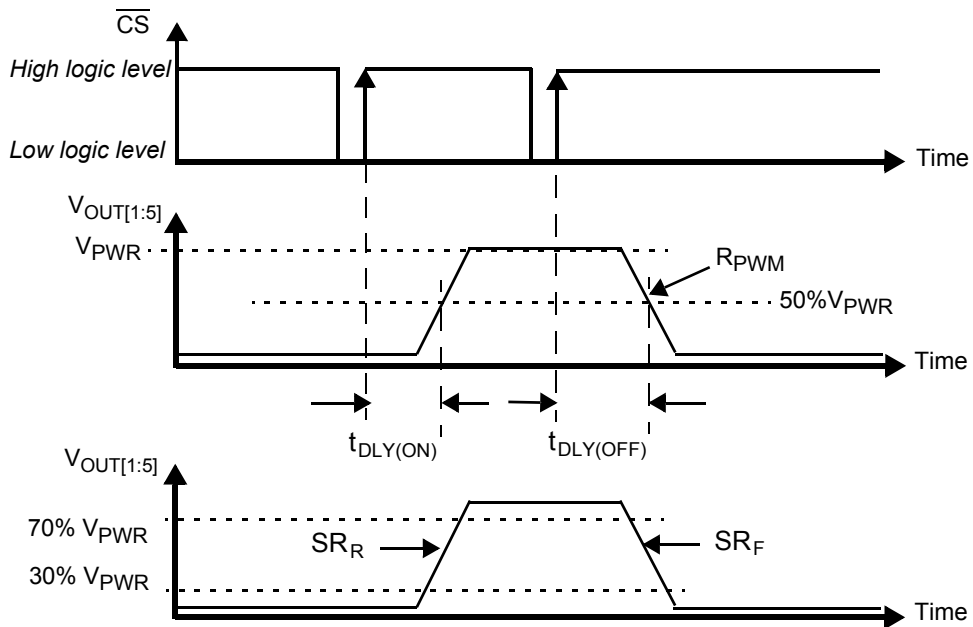 CS
High logic level
Low logic level
Time
VOUT[1:5]
VPWR
RPWM
50%VPWR
Time
tDLY(ON)
tDLY(OFF)
VOUT[1:5]
70% VPWR
SRR
SRF
30% VPWR
Time